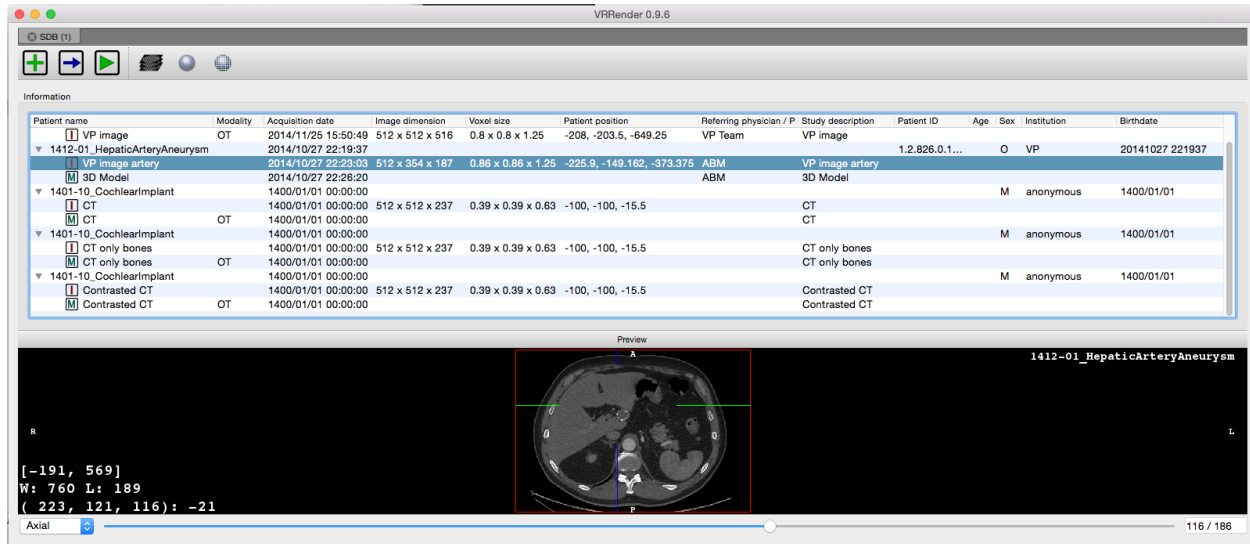 VRRender 0.9.6
SDB (1)
Information
Patient name Modality Acquisition date Image dimension Voxel size Patient position Referring physician / P Study description Patient ID Age Sex Institution Birthdate
I VP image OT 2014/11/25 15:50:49 512 x 512 x 516 0.8 x 0.8 x 1.25 -208, -203.5, -649.25 VP Team VP image
1412-01_HepaticArteryAneurysm 2014/10/27 22:19:37 1.2.826.0.1... O VP 20141027 221937
I VP image artery 2014/10/27 22:23:03 512 x 354 x 187 0.86 x 0.86 x 1.25 -225.9, -149.162, -373.375 ABM VP image artery
M 3D Model 2014/10/27 22:26:20 ABM 3D Model
1401-10_CochlearImplant 1400/01/01 00:00:00 M anonymous 1400/01/01
I CT 1400/01/01 00:00:00 512 x 512 x 237 0.39 x 0.39 x 0.63 -100, -100, -15.5 CT
M CT OT 1400/01/01 00:00:00 CT
1401-10_CochlearImplant 1400/01/01 00:00:00 M anonymous 1400/01/01
I CT only bones 1400/01/01 00:00:00 512 x 512 x 237 0.39 x 0.39 x 0.63 -100, -100, -15.5 CT only bones
M CT only bones OT 1400/01/01 00:00:00 CT only bones
1401-10_CochlearImplant 1400/01/01 00:00:00 M anonymous 1400/01/01
I Contrasted CT 1400/01/01 00:00:00 512 x 512 x 237 0.39 x 0.39 x 0.63 -100, -100, -15.5 Contrasted CT
M Contrasted CT OT 1400/01/01 00:00:00 Contrasted CT
Preview
A
1412-01_HepaticArteryAneurysm
R
L
[-191, 569]
W: 760 L: 189
( 223, 121, 116): -21
P
Axial
116 / 186